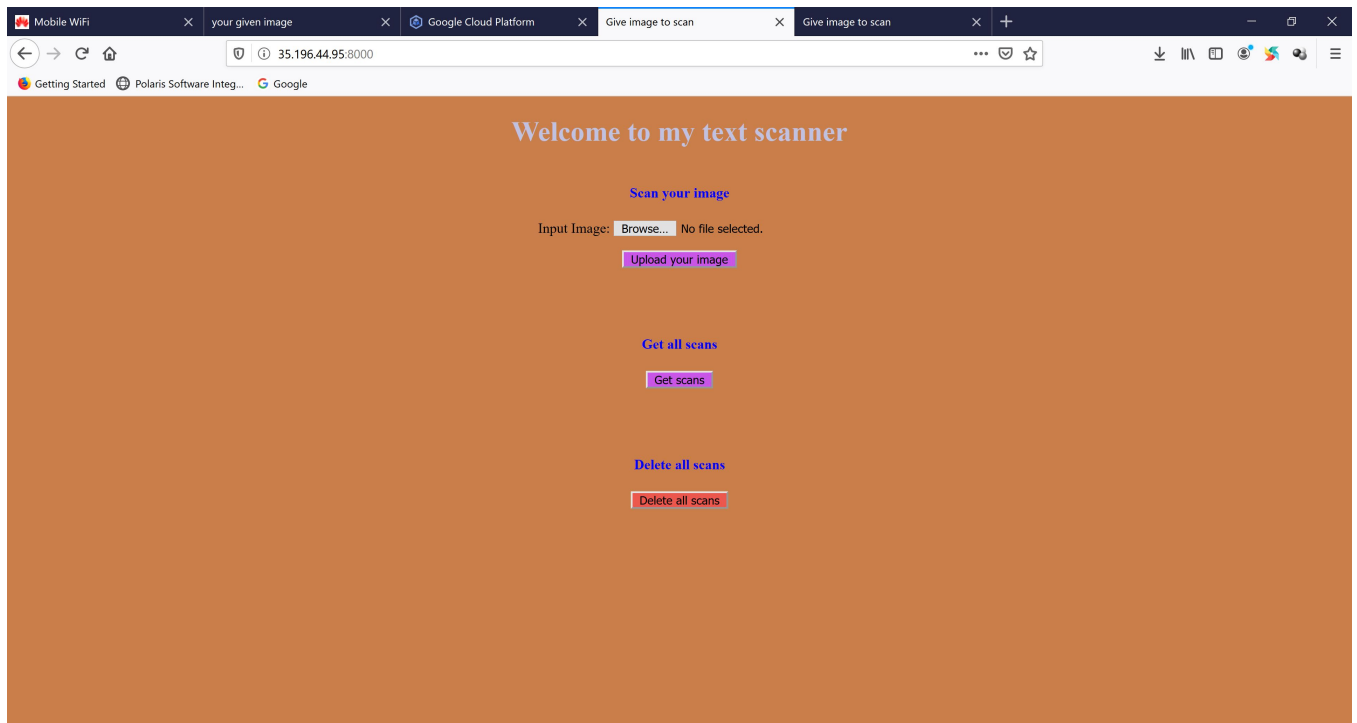 Mobile WiFi
your given image
Google Cloud Platform
Give image to scan
Give image to scan
35.196.44.95:8000
Getting Started
Polaris Software Integ...
Google
Welcome to my text scanner
Scan your image
Input Image: Browse... No file selected.
Upload your image
Get all scans
Get scans
Delete all scans
Delete all scans